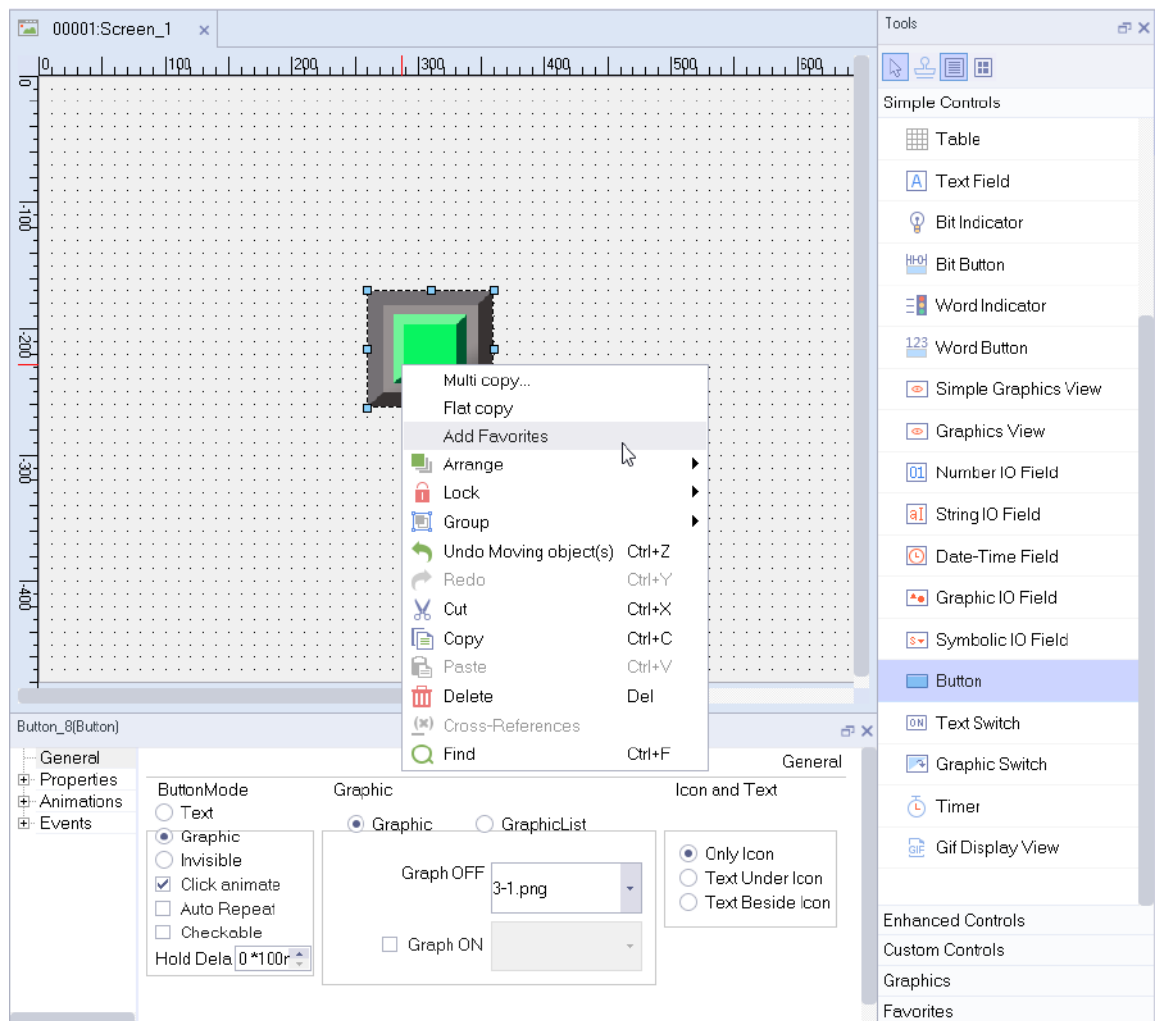 00001:Screen_1
0 100 200 300 400 500 600
0
-100
-200
-300
-400
Multi copy...
Flat copy
Add Favorites
Arrange
Lock
Group
Undo Moving object(s) Ctrl+Z
Redo Ctrl+Y
Cut Ctrl+X
Copy Ctrl+C
Paste Ctrl+V
Delete Del
Cross-References
Find Ctrl+F
Button_8(Button)
General
Properties
Animations
Events
General
ButtonMode
Text
Graphic
Invisible
Click animate
Auto Repeat
Checkable
Hold Dela 0 *100r
Graphic
Graphic GraphicList
Graph OFF 3-1.png
Graph ON
Icon and Text
Only Icon
Text Under Icon
Text Beside Icon
Tools
Simple Controls
Table
A Text Field
Bit Indicator
Bit Button
Word Indicator
123 Word Button
Simple Graphics View
Graphics View
01 Number IO Field
aI String IO Field
Date-Time Field
Graphic IO Field
S Symbolic IO Field
Button
ON Text Switch
Graphic Switch
Timer
GIF Gif Display View
Enhanced Controls
Custom Controls
Graphics
Favorites